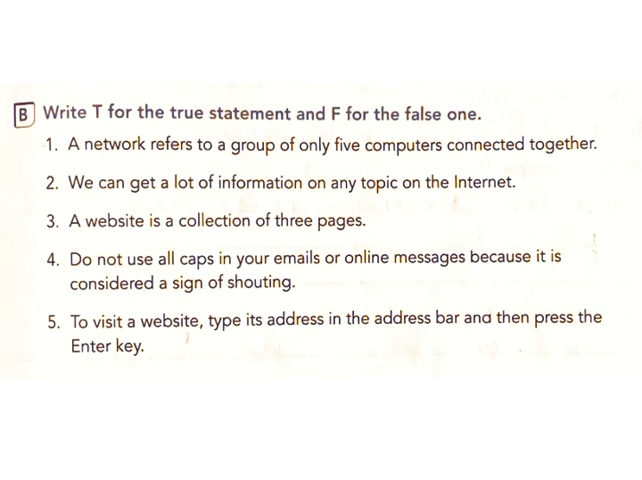 B Write T for the true statement and F for the false one.
1. A network refers to a group of only five computers connected together.
2. We can get a lot of information on any topic on the Internet.
3. A website is a collection of three pages.
4. Do not use all caps in your emails or online messages because it is
considered a sign of shouting.
5. To visit a website, type its address in the address bar and then press the
Enter key.